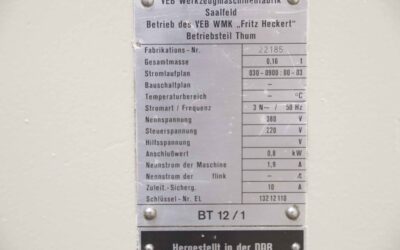 VEB Werkzeugmaschinenfabrik
Saalfeld
Betrieb des VEB WMK „Fritz Heckert"
Betriebsteil Thum
Fabrikations-Nr. 22185
Gesamtmasse 0,16 t
Stromlaufplan 030-0900:00-03
Bauschaltplan –
Temperaturbereich – °C
Stromart / Frequenz 3 N~ / 50 Hz
Nennspannung 380 V
Steuerspannung 220 V
Hilfsspannung – V
Anschlußwert 0,8 kW
Nennstrom der Maschine 1,9 A
Nennstrom der – A
Zuleit.-Sicherg. 10 A
Schlüssel-Nr. EL 132 12 110
BT 12/1
Hergestellt in der DDR